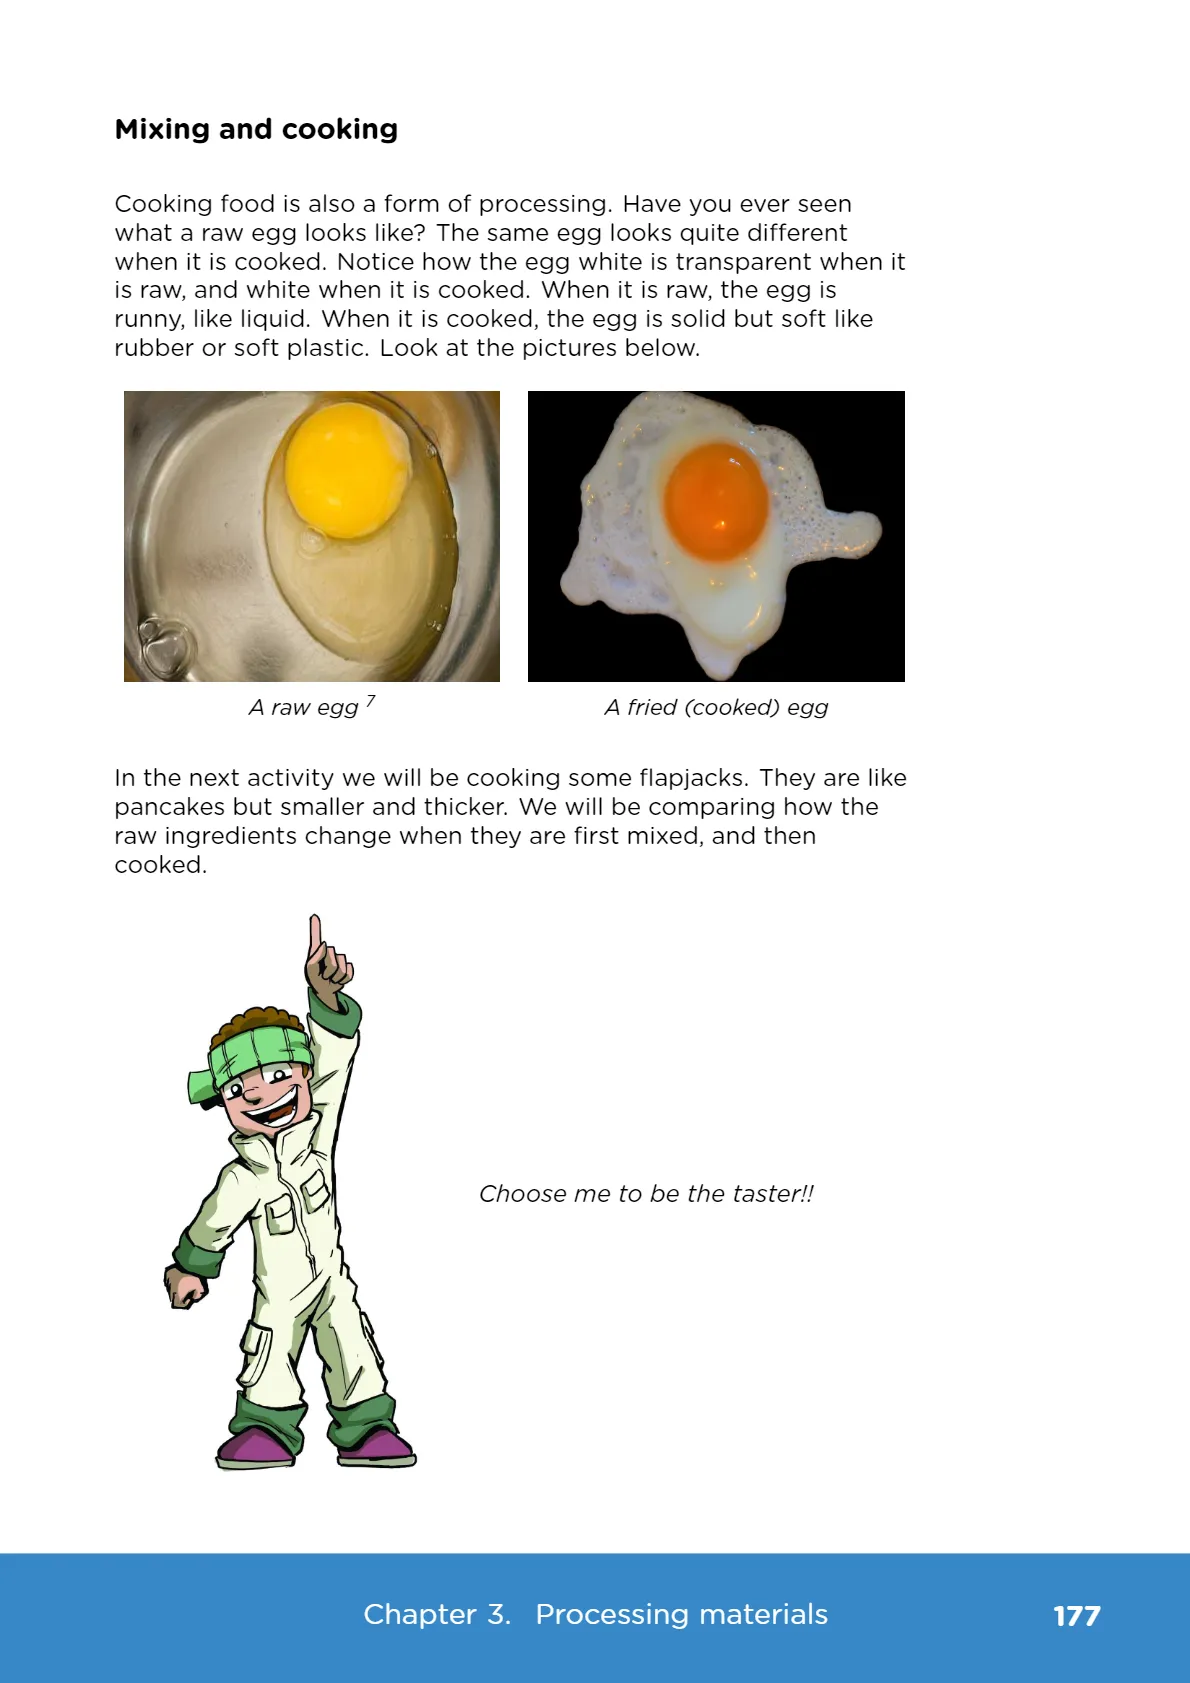 Mixing and cooking
Cooking food is also a form of processing. Have you ever seen
what a raw egg looks like? The same egg looks quite different
when it is cooked. Notice how the egg white is transparent when it
is raw, and white when it is cooked. When it is raw, the egg is
runny, like liquid. When it is cooked, the egg is solid but soft like
rubber or soft plastic. Look at the pictures below.
A raw egg 7
A fried (cooked) egg
In the next activity we will be cooking some flapjacks. They are like
pancakes but smaller and thicker. We will be comparing how the
raw ingredients change when they are first mixed, and then
cooked.
Choose me to be the taster!!
Chapter 3. Processing materials
177